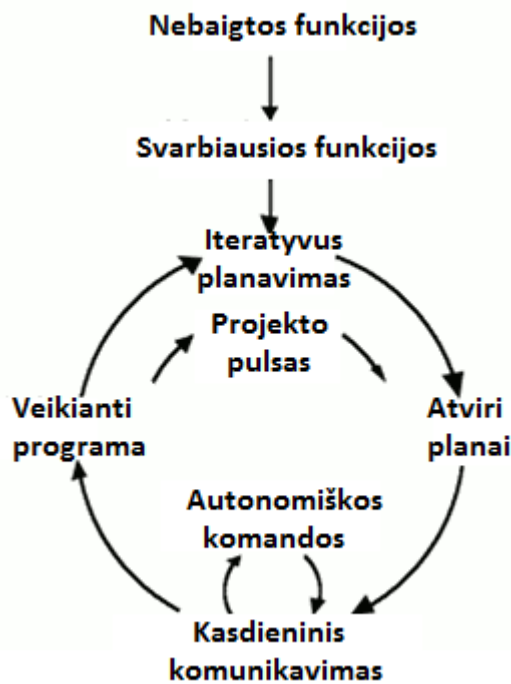 Nebaigtos funkcijos
Svarbiausios funkcijos
Iteratyvus
planavimas
Projekto
pulsas
Veikianti
programa
Atviri
planai
Autonomiškos
komandos
Kasdieninis
komunikavimas